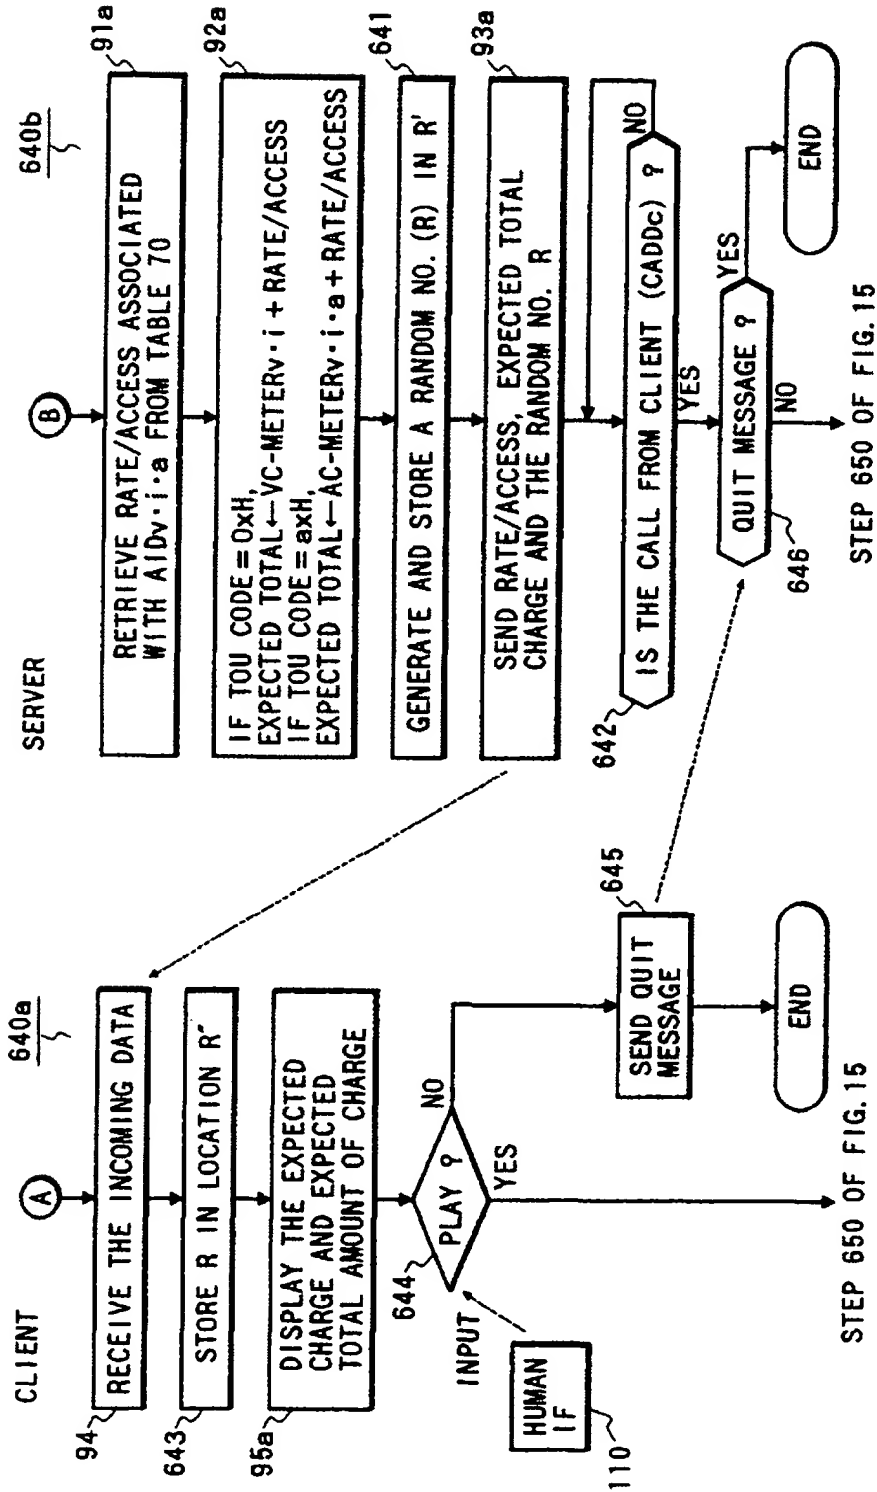 CLIENT
640a
A
94
RECEIVE THE INCOMING DATA
643
STORE R IN LOCATION R″
95a
DISPLAY THE EXPECTED
CHARGE AND EXPECTED
TOTAL AMOUNT OF CHARGE
644
PLAY ?
NO
YES
INPUT
HUMAN
IF
110
645
SEND QUIT
MESSAGE
END
STEP 650 OF FIG. 15
SERVER
640b
B
91a
RETRIEVE RATE/ACCESS ASSOCIATED
WITH AIDv・i・a FROM TABLE 70
92a
IF TOU CODE=0xH,
EXPECTED TOTAL←VC-METERv・i+RATE/ACCESS
IF TOU CODE=axH,
EXPECTED TOTAL←AC-METERv・i・a+RATE/ACCESS
641
GENERATE AND STORE A RANDOM NO. (R) IN R'
93a
SEND RATE/ACCESS, EXPECTED TOTAL
CHARGE AND THE RANDOM NO. R
642
IS THE CALL FROM CLIENT (CADDc) ?
NO
YES
646
QUIT MESSAGE ?
YES
NO
END
STEP 650 OF FIG. 15